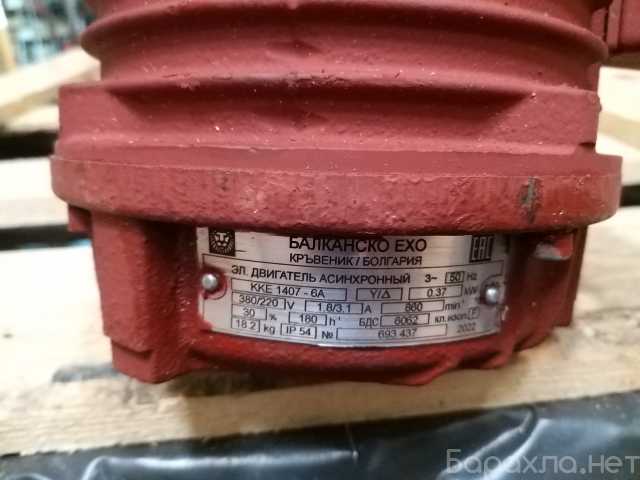 БАЛКАНСКО ЕХО
КРЪВЕНИК / БОЛГАРИЯ
EAC
ЭЛ. ДВИГАТЕЛЬ АСИНХРОННЫЙ 3~ 50 Hz
KKE 1407 - 6A Y/Δ 0.37 kW
380/220 V 1.8/3.1 A 860 min⁻¹
30 % 180 h⁻¹ БДС 6062 кл.изол. F
18.2 kg IP 54 № 693 437 2022
Барахла.нет